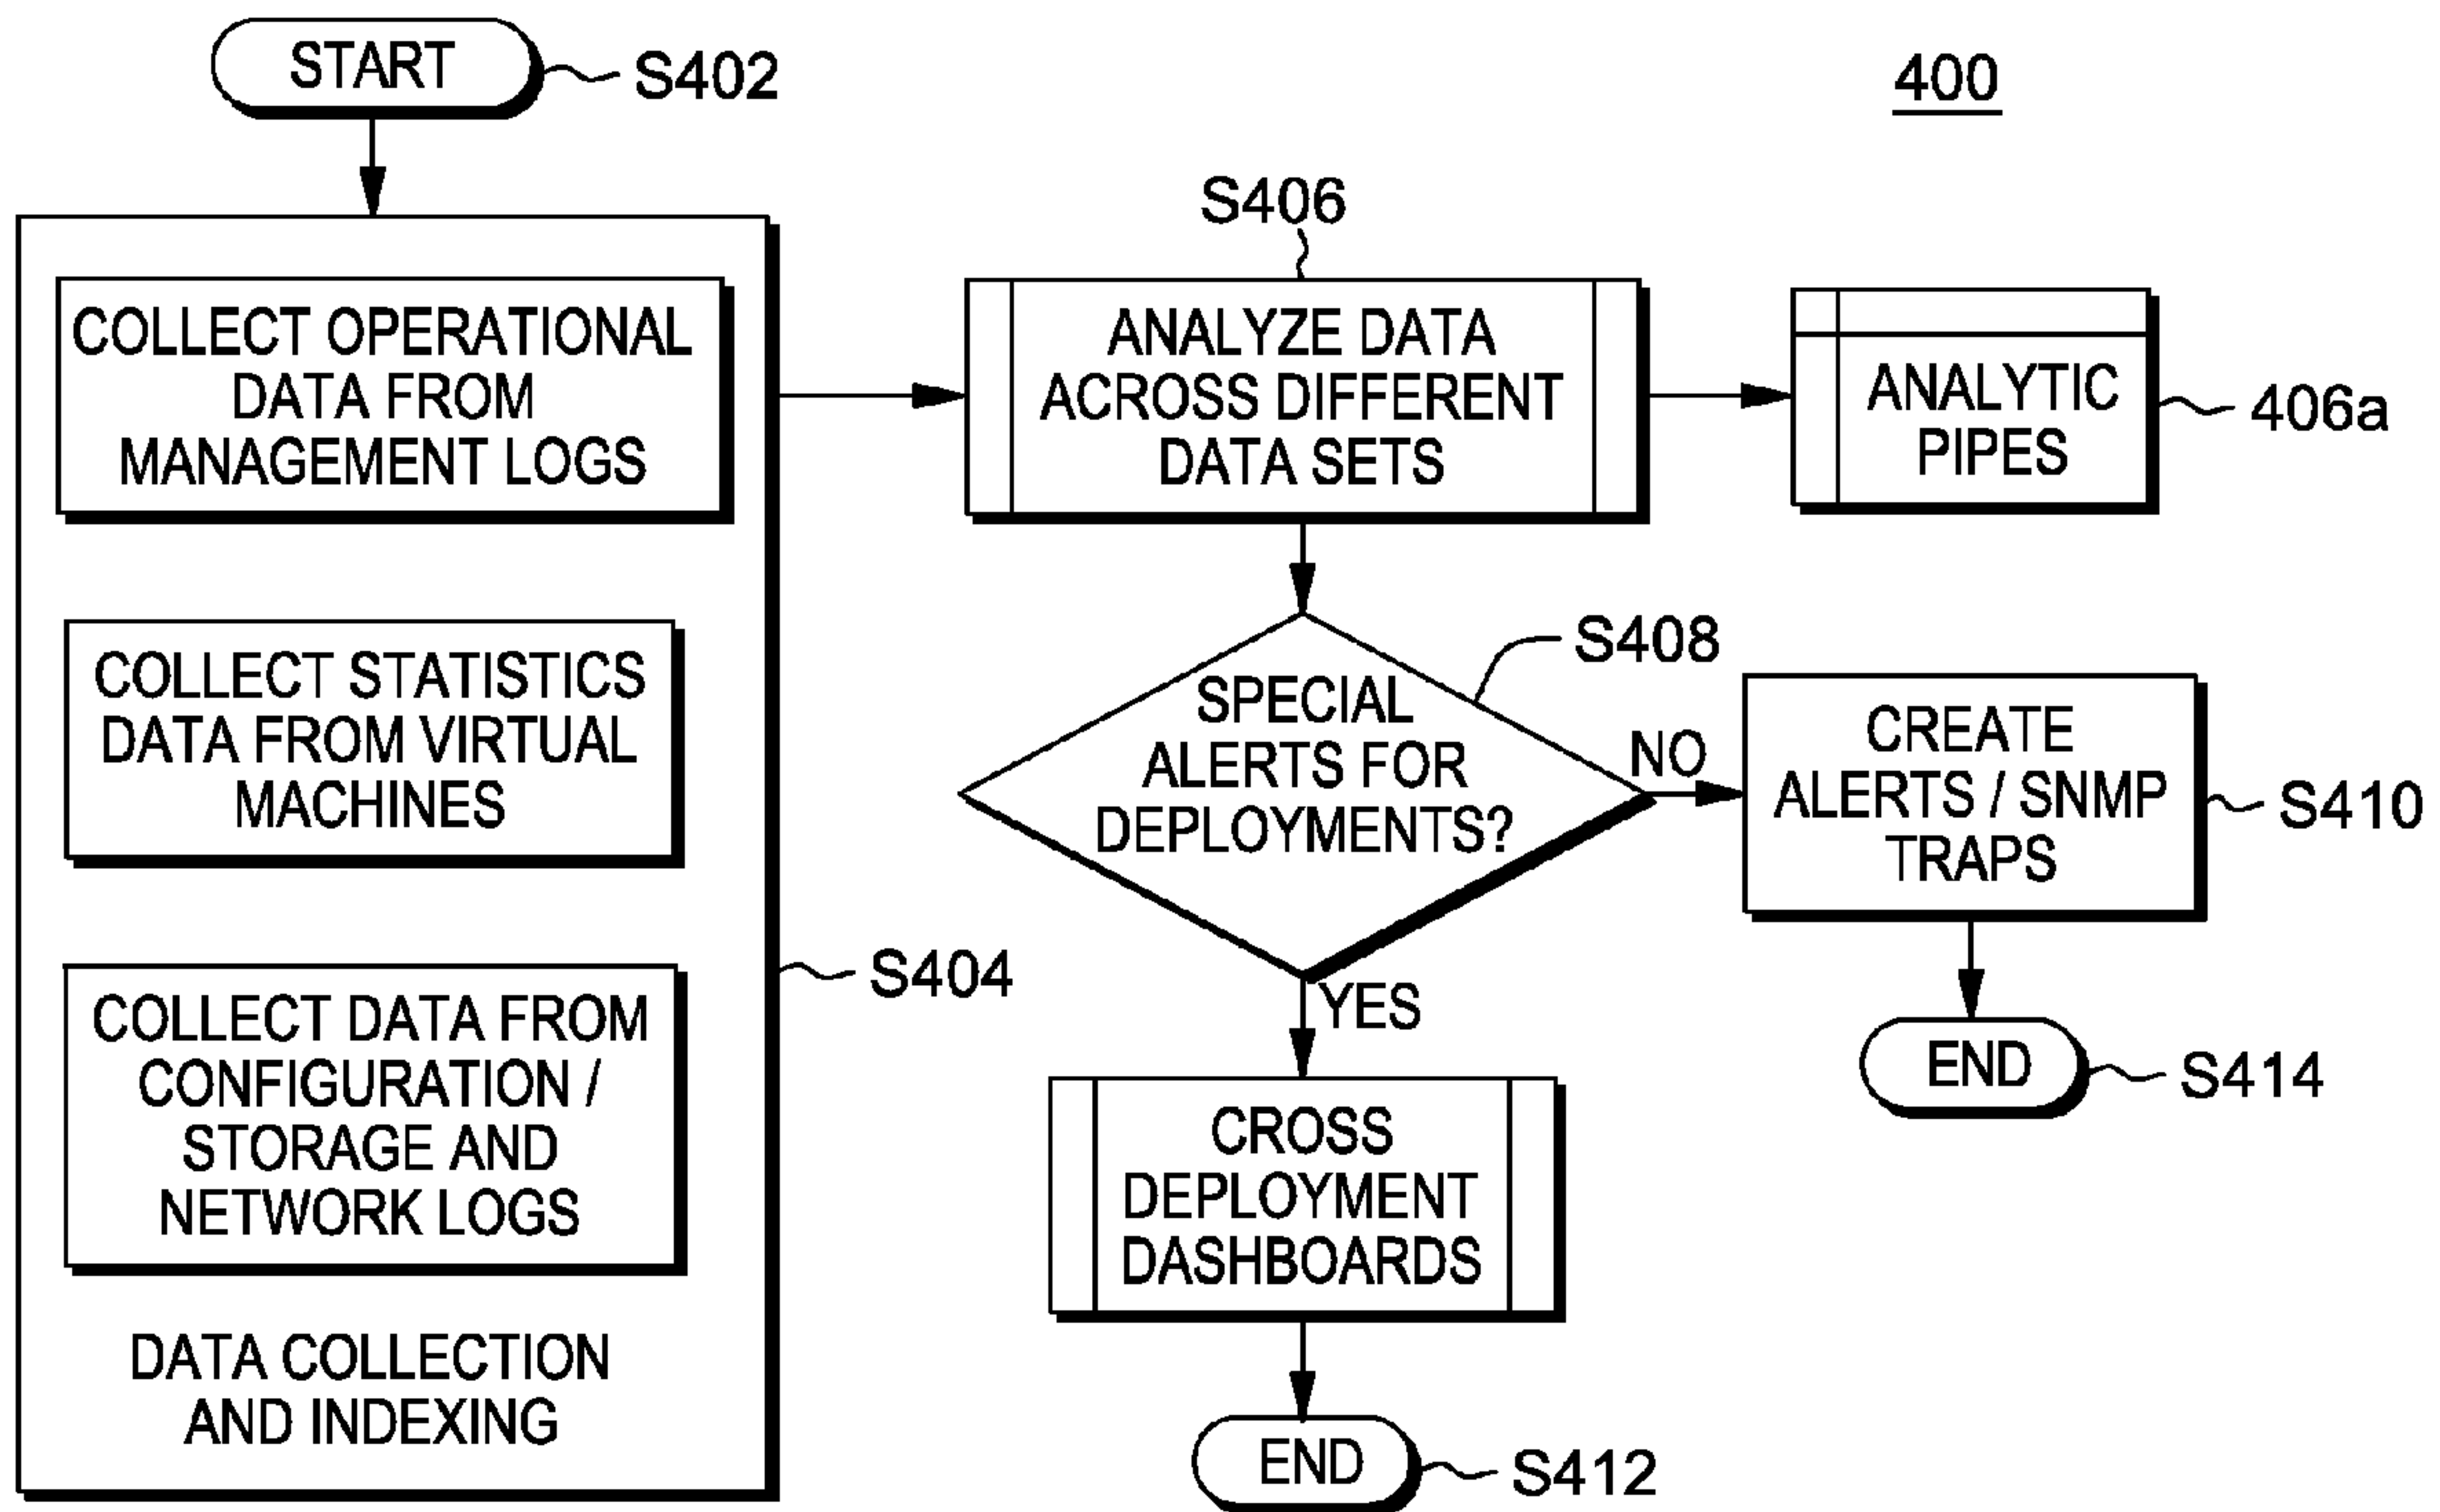 START
S402
400
COLLECT OPERATIONAL
DATA FROM
MANAGEMENT LOGS
COLLECT STATISTICS
DATA FROM VIRTUAL
MACHINES
COLLECT DATA FROM
CONFIGURATION /
STORAGE AND
NETWORK LOGS
DATA COLLECTION
AND INDEXING
S404
S406
ANALYZE DATA
ACROSS DIFFERENT
DATA SETS
ANALYTIC
PIPES
406a
SPECIAL
ALERTS FOR
DEPLOYMENTS?
S408
NO
CREATE
ALERTS / SNMP
TRAPS
S410
END
S414
YES
CROSS
DEPLOYMENT
DASHBOARDS
END
S412